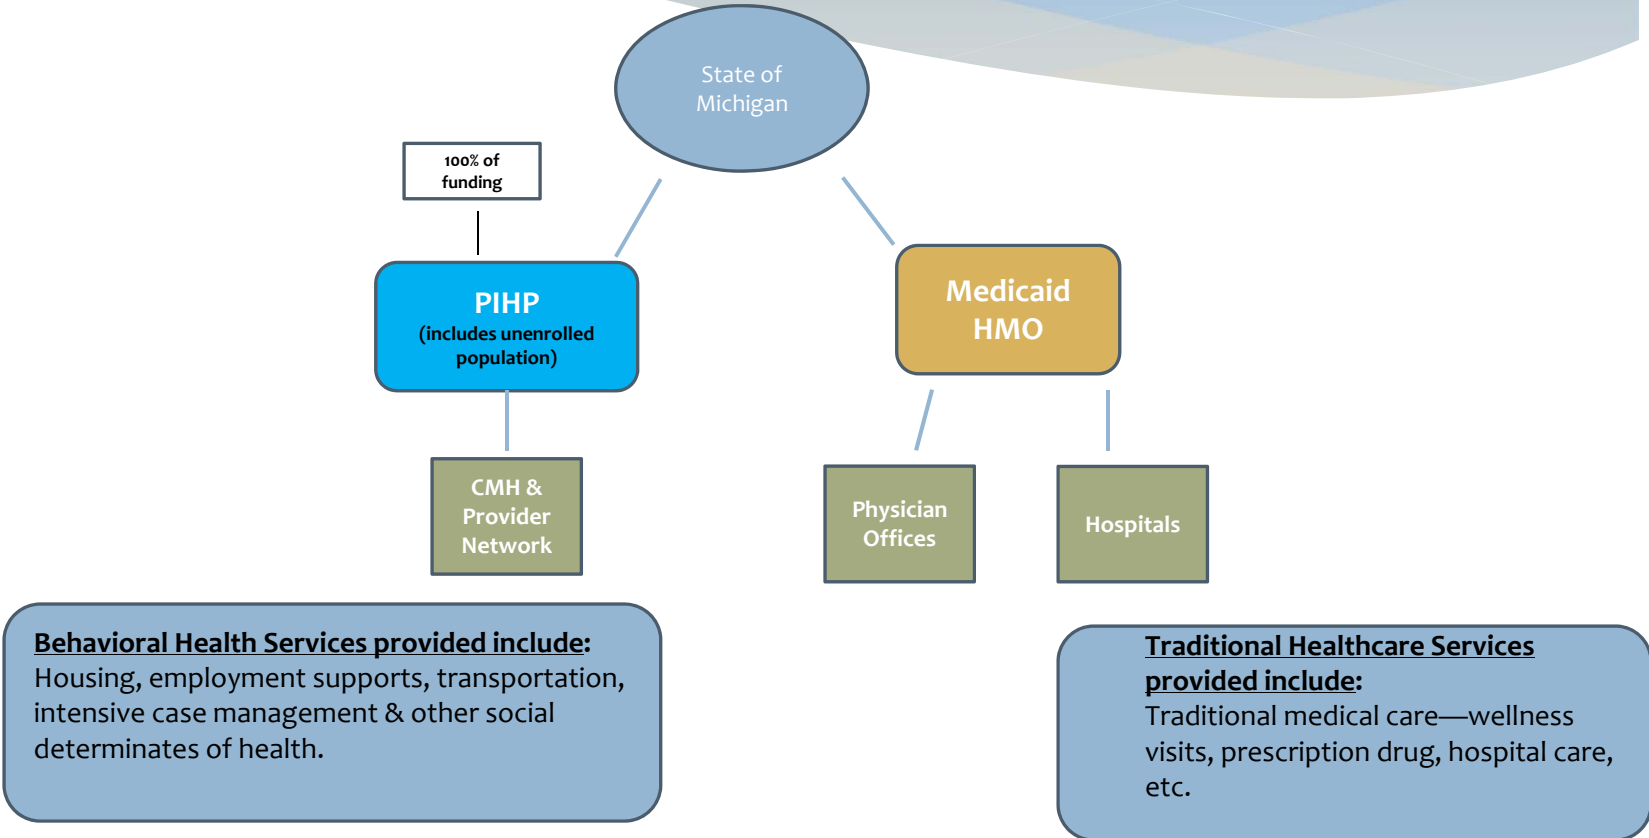 State of
Michigan
100% of
funding
PIHP
(includes unenrolled
population)
Medicaid
HMO
CMH &
Provider
Network
Physician
Offices
Hospitals
Behavioral Health Services provided include:
Housing, employment supports, transportation,
intensive case management & other social
determinates of health.
Traditional Healthcare Services
provided include:
Traditional medical care—wellness
visits, prescription drug, hospital care,
etc.